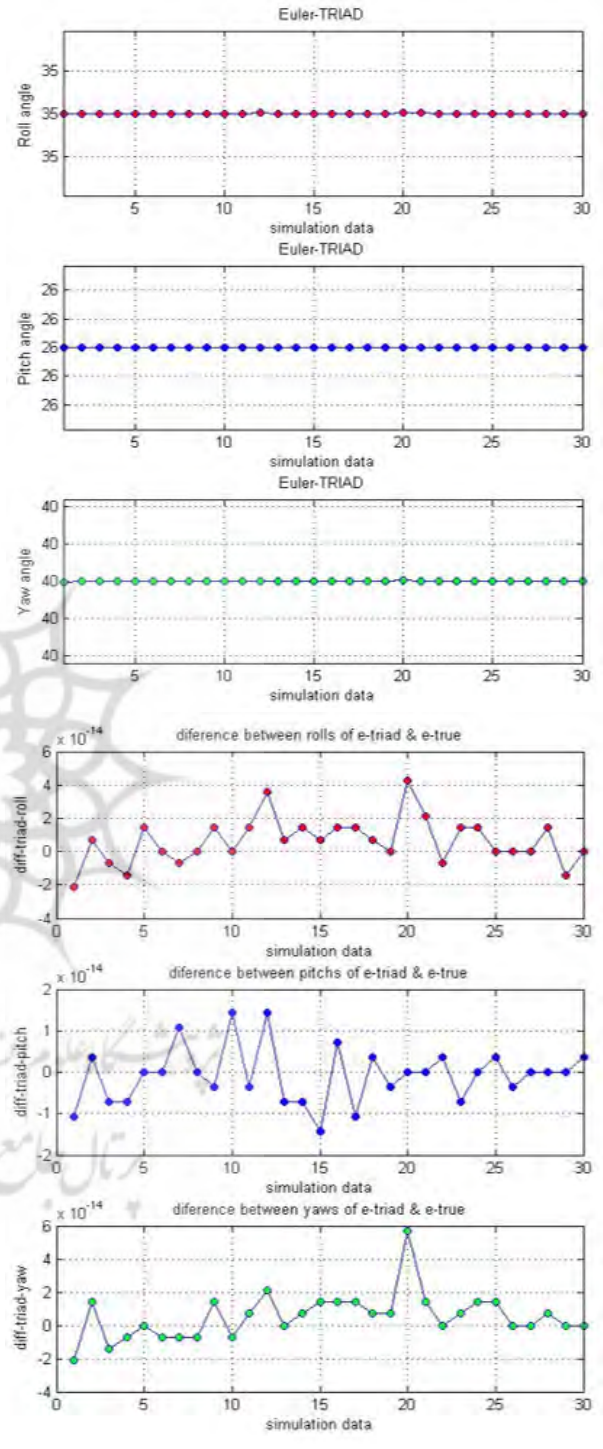 Euler-TRIAD
35
35
35
Roll angle
5 10 15 20 25 30
simulation data
Euler-TRIAD
26
26
26
26
26
Pitch angle
5 10 15 20 25 30
simulation data
Euler-TRIAD
40
40
40
40
40
Yaw angle
5 10 15 20 25 30
simulation data
diference between rolls of e-triad & e-true
x 10^-14
6
4
2
0
-2
-4
diff-triad-roll
0 5 10 15 20 25 30
simulation data
diference between pitchs of e-triad & e-true
x 10^-14
2
1
0
-1
-2
diff-triad-pitch
0 5 10 15 20 25 30
simulation data
diference between yaws of e-triad & e-true
x 10^-14
6
4
2
0
-2
-4
diff-triad-yaw
0 5 10 15 20 25 30
simulation data